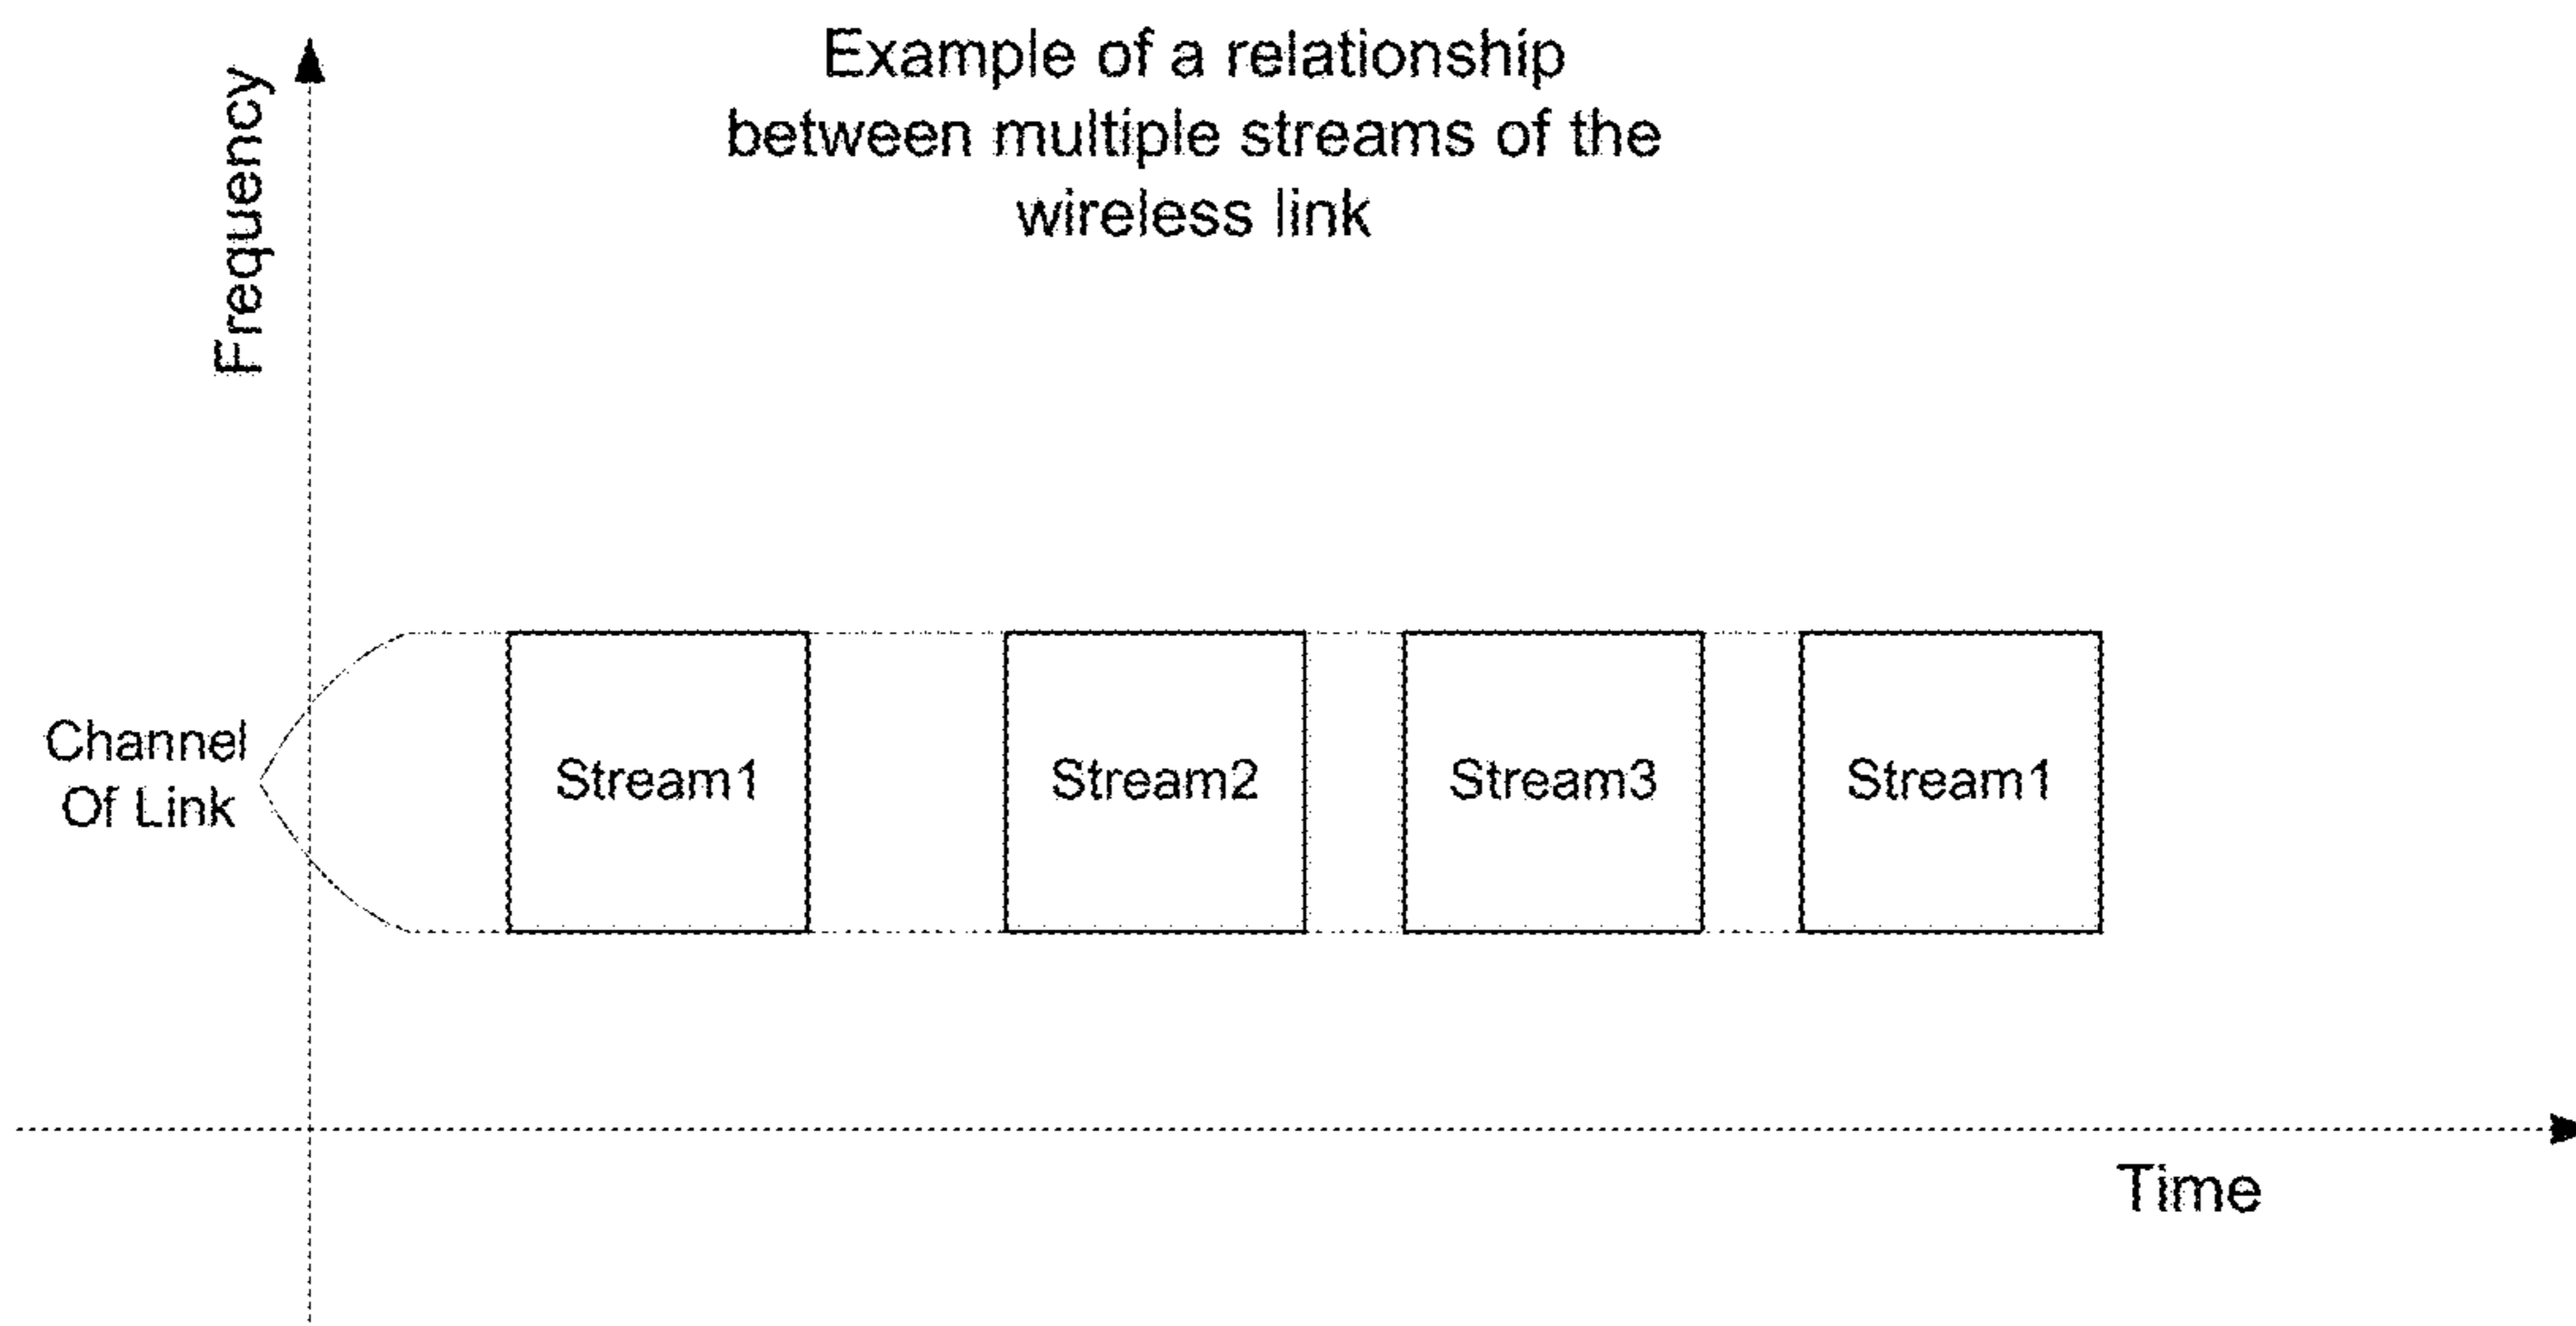 Example of a relationship
between multiple streams of the
wireless link
Frequency
Channel
Of Link
Stream1
Stream2
Stream3
Stream1
Time